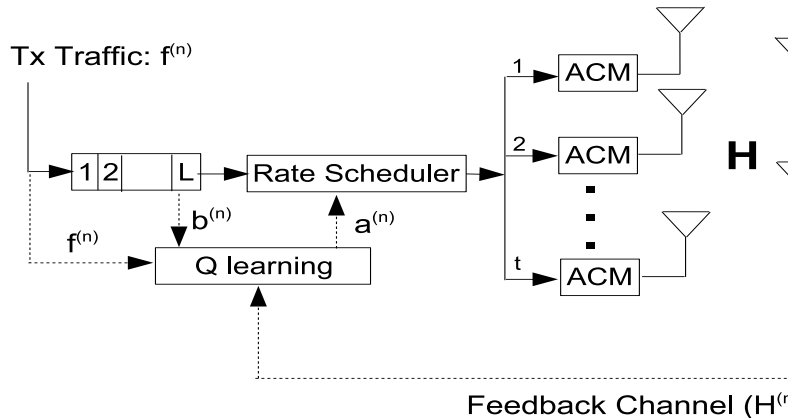 Tx Traffic: f⁽ⁿ⁾
1 2 L
Rate Scheduler
b⁽ⁿ⁾
a⁽ⁿ⁾
f⁽ⁿ⁾
Q learning
1
ACM
2
ACM
t
ACM
H
Feedback Channel (H⁽ⁿ